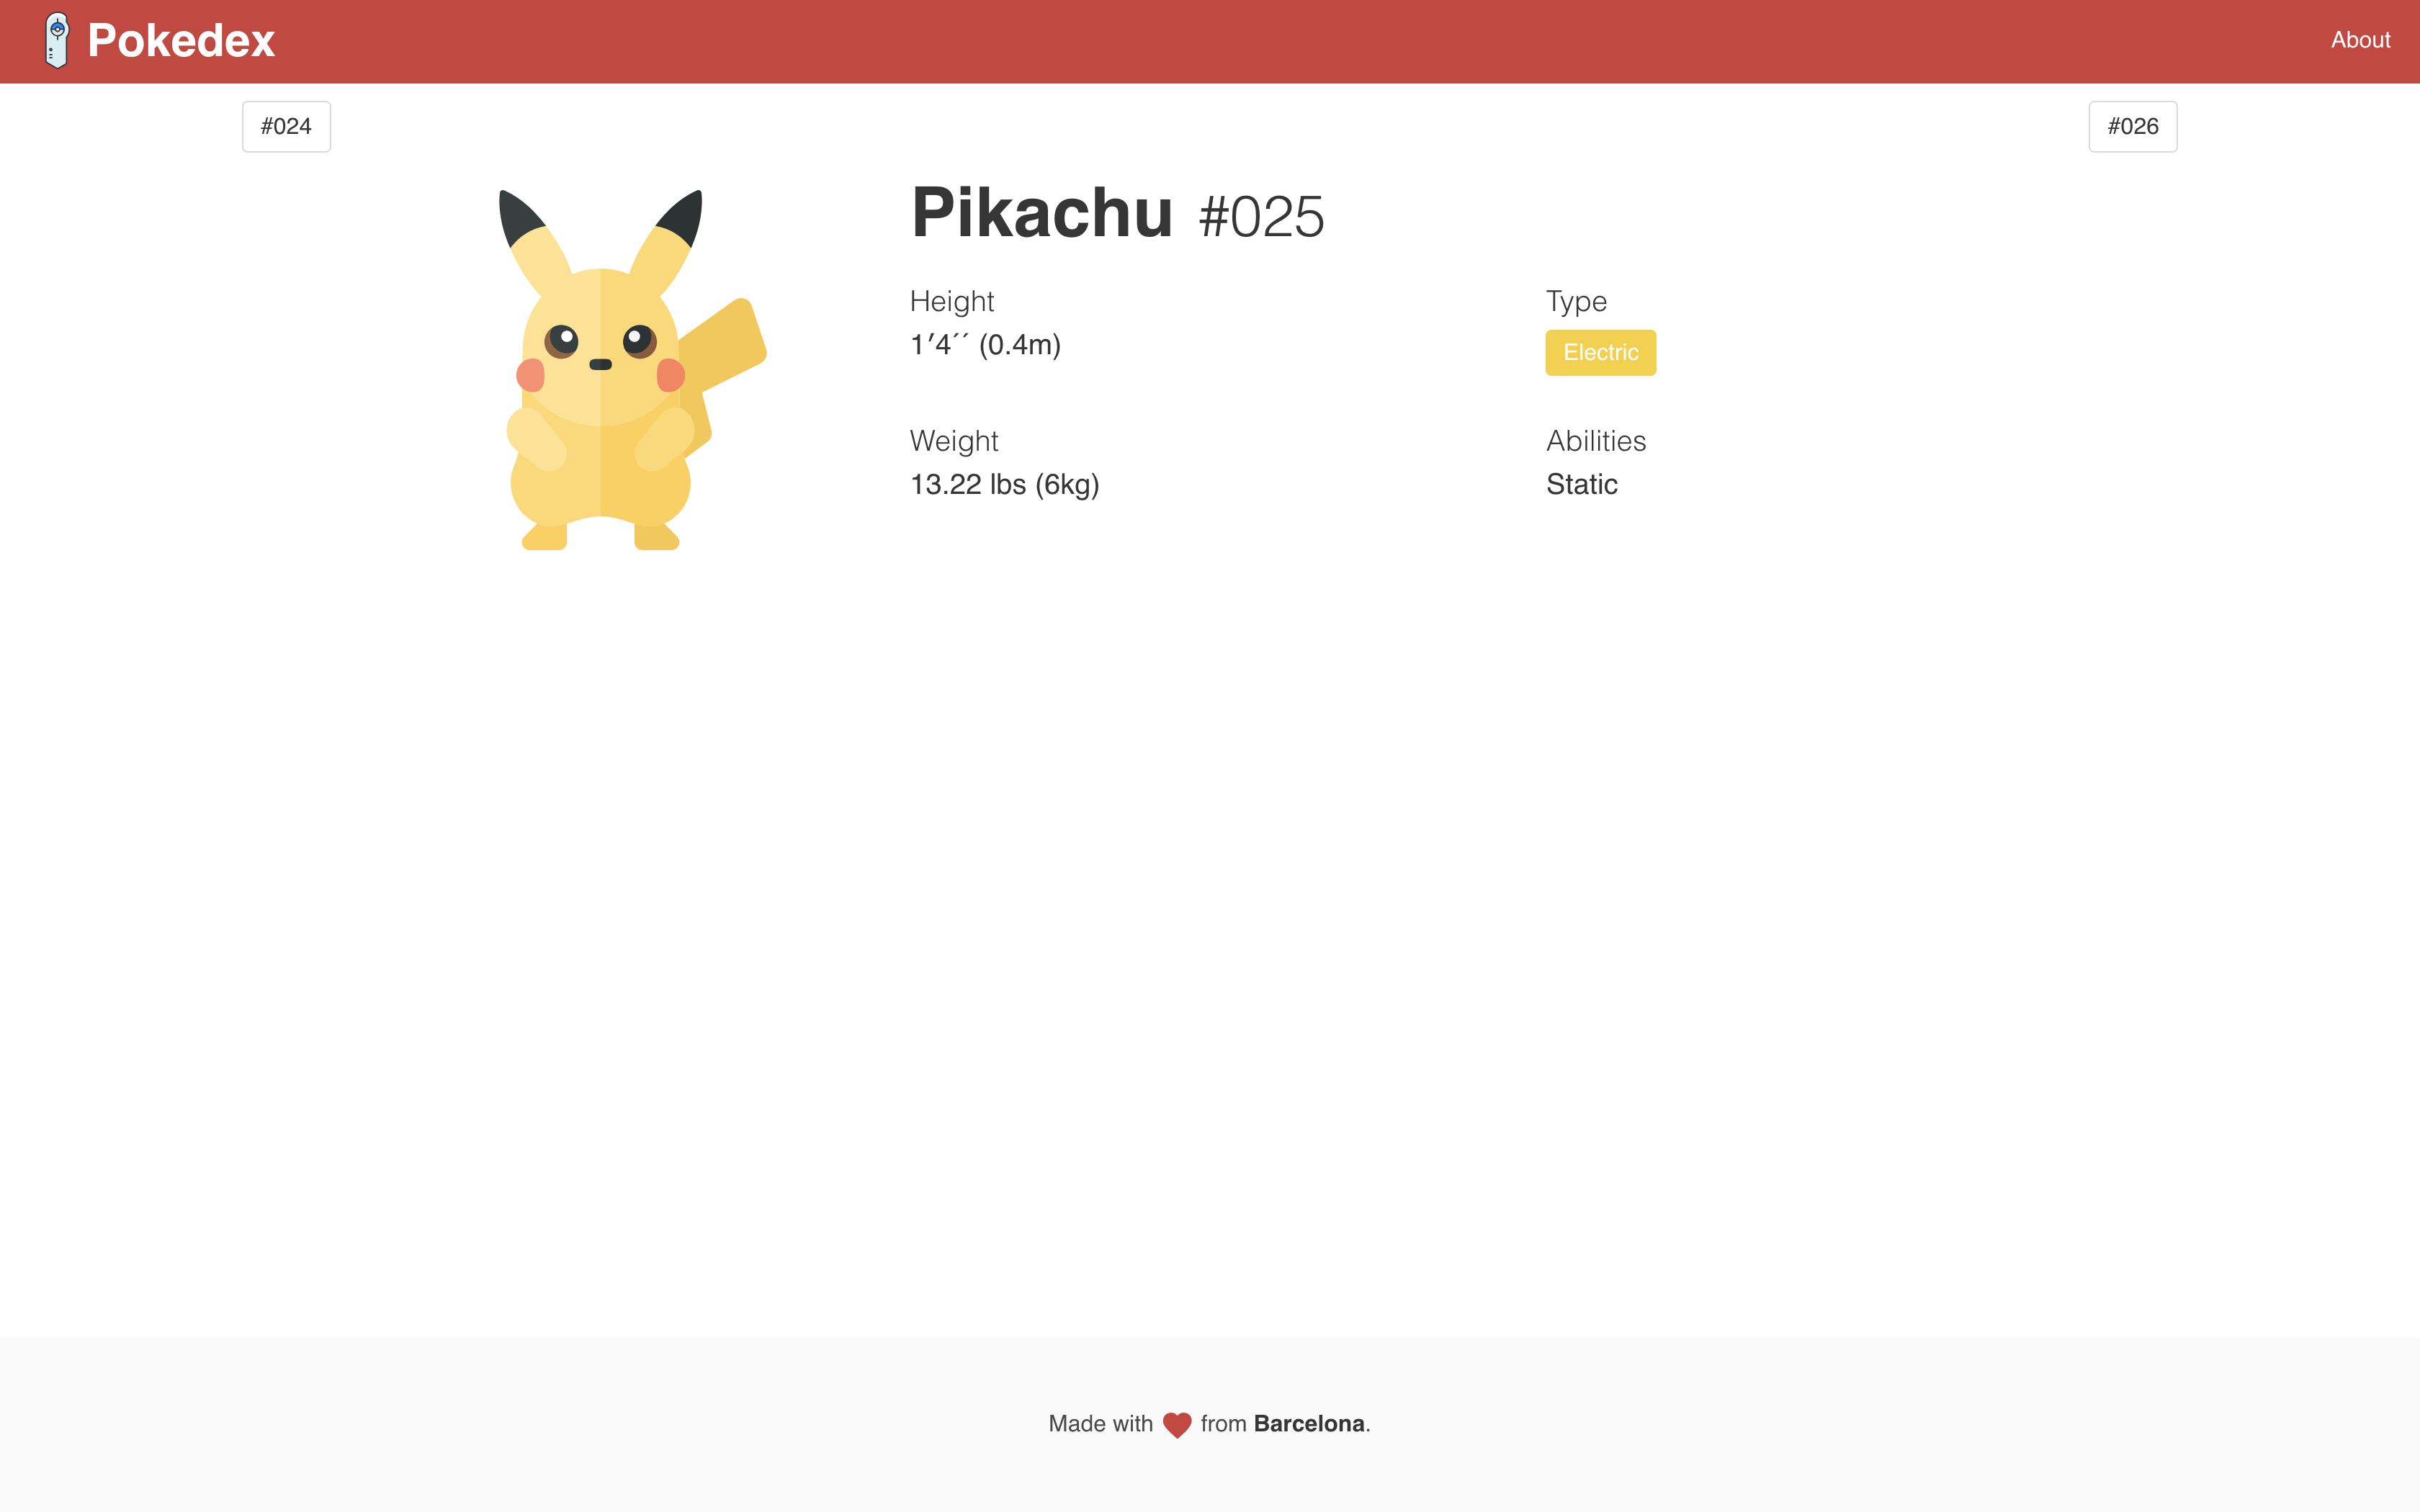 Pokedex
About
#024
#026
Pikachu #025
Height
1′4´´ (0.4m)
Type
Electric
Weight
13.22 lbs (6kg)
Abilities
Static
Made with from Barcelona.